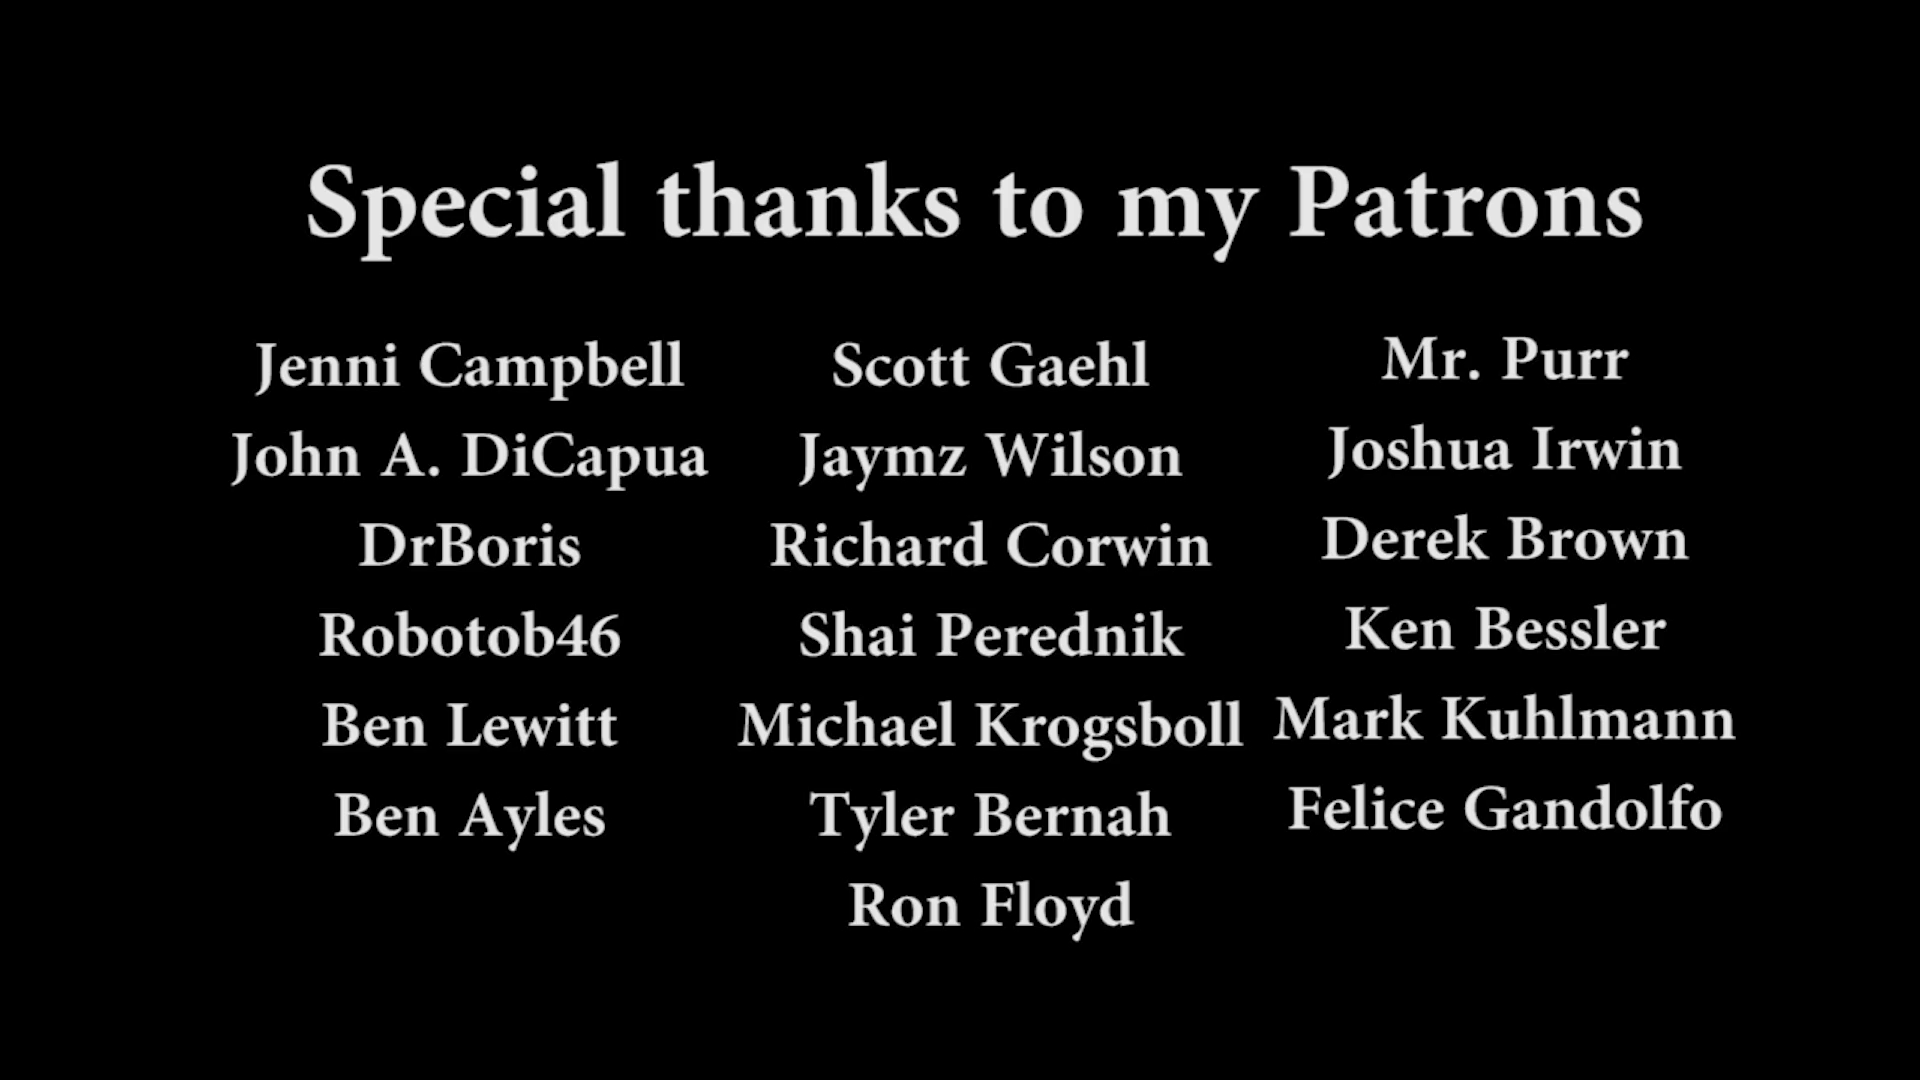 Special thanks to my Patrons
Jenni Campbell
John A. DiCapua
DrBoris
Robotob46
Ben Lewitt
Ben Ayles
Scott Gaehl
Jaymz Wilson
Richard Corwin
Shai Perednik
Michael Krogsboll
Tyler Bernah
Ron Floyd
Mr. Purr
Joshua Irwin
Derek Brown
Ken Bessler
Mark Kuhlmann
Felice Gandolfo